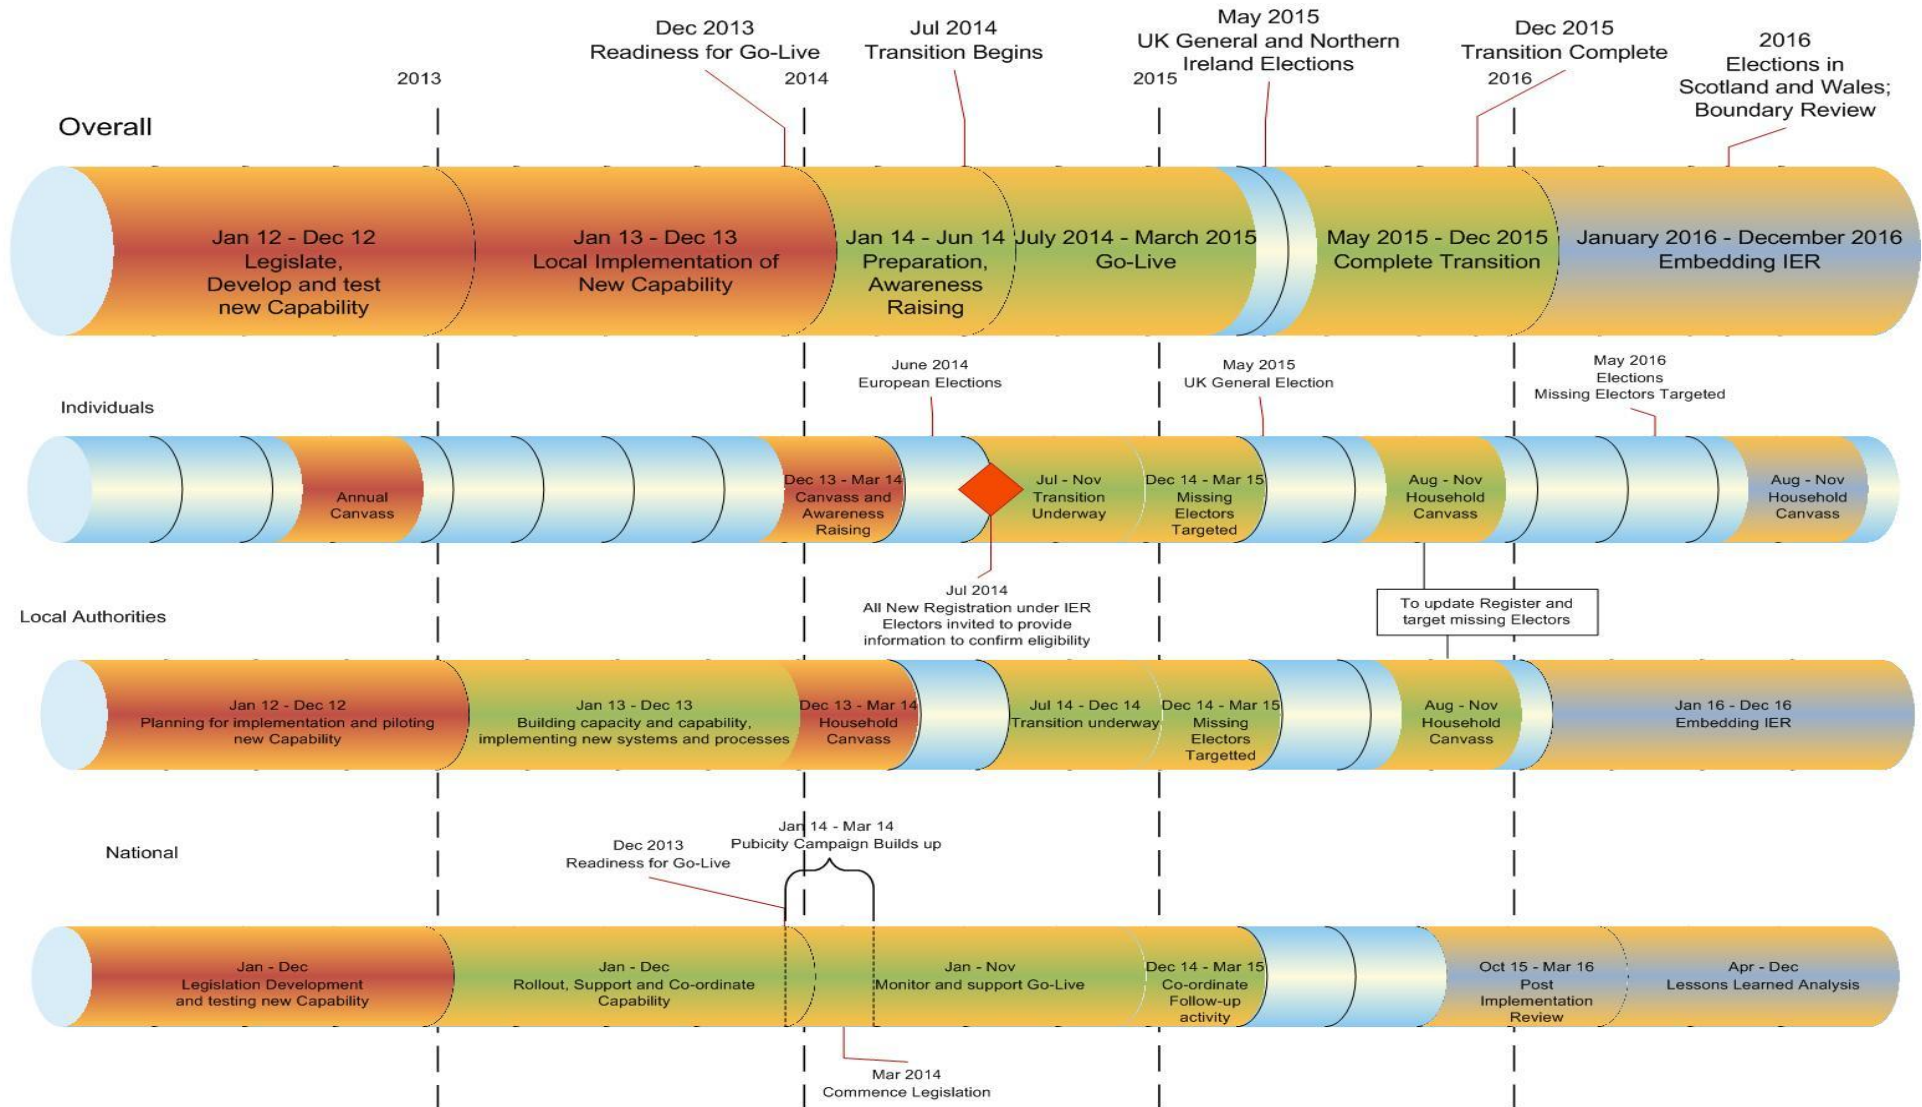 Dec 2013
Readiness for Go-Live
Jul 2014
Transition Begins
May 2015
UK General and Northern
Ireland Elections
Dec 2015
Transition Complete
2016
Elections in
Scotland and Wales;
Boundary Review
2013
2014
2015
2016
Overall
Jan 12 - Dec 12
Legislate,
Develop and test
new Capability
Jan 13 - Dec 13
Local Implementation of
New Capability
Jan 14 - Jun 14
Preparation,
Awareness
Raising
July 2014 - March 2015
Go-Live
May 2015 - Dec 2015
Complete Transition
January 2016 - December 2016
Embedding IER
June 2014
European Elections
May 2015
UK General Election
May 2016
Elections
Missing Electors Targeted
Individuals
Annual
Canvass
Dec 13 - Mar 14
Canvass and
Awareness
Raising
Jul - Nov
Transition
Underway
Dec 14 - Mar 15
Missing
Electors
Targeted
Aug - Nov
Household
Canvass
Aug - Nov
Household
Canvass
Jul 2014
All New Registration under IER
Electors invited to provide
information to confirm eligibility
To update Register and
target missing Electors
Local Authorities
Jan 12 - Dec 12
Planning for implementation and piloting
new Capability
Jan 13 - Dec 13
Building capacity and capability,
implementing new systems and processes
Dec 13 - Mar 14
Household
Canvass
Jul 14 - Dec 14
Transition underway
Dec 14 - Mar 15
Missing
Electors
Targetted
Aug - Nov
Household
Canvass
Jan 16 - Dec 16
Embedding IER
National
Dec 2013
Readiness for Go-Live
Jan 14 - Mar 14
Pubicity Campaign Builds up
Jan - Dec
Legislation Development
and testing new Capability
Jan - Dec
Rollout, Support and Co-ordinate
Capability
Jan - Nov
Monitor and support Go-Live
Dec 14 - Mar 15
Co-ordinate
Follow-up
activity
Oct 15 - Mar 16
Post
Implementation
Review
Apr - Dec
Lessons Learned Analysis
Mar 2014
Commence Legislation